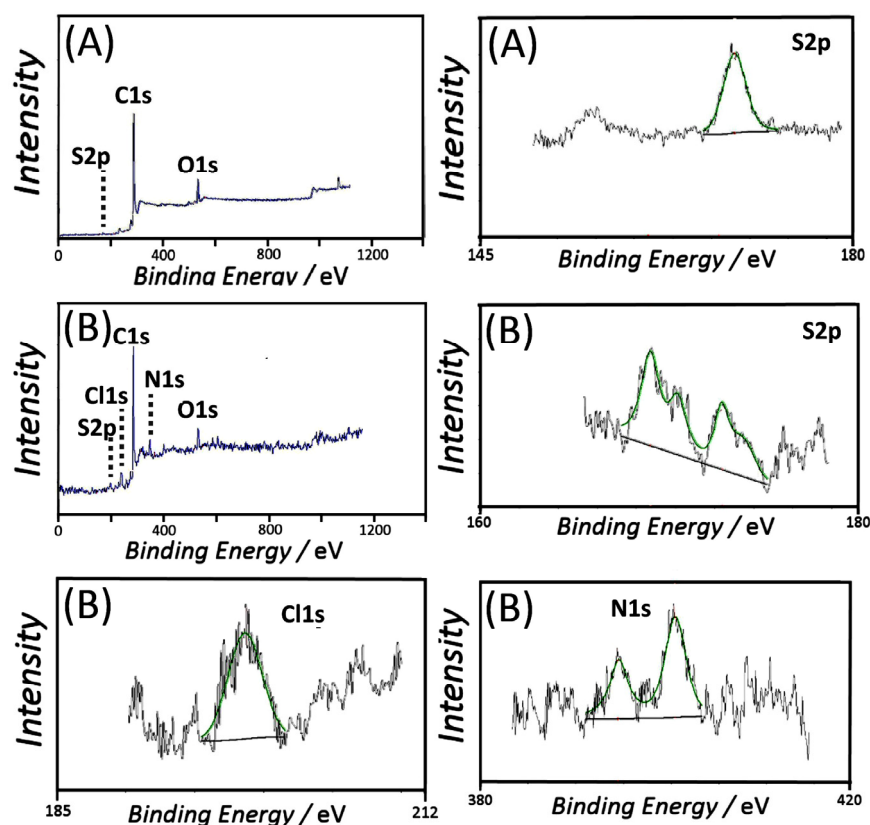 (A)
Intensity
C1s
S2p
O1s
0 400 800 1200
Binding Energy / eV
(A)
S2p
Intensity
145 180
Binding Energy / eV
(B)
Intensity
C1s
Cl1s
N1s
S2p
O1s
0 400 800 1200
Binding Energy / eV
(B)
S2p
Intensity
160 180
Binding Energy / eV
(B)
Cl1s
Intensity
185 212
Binding Energy / eV
(B)
N1s
Intensity
380 420
Binding Energy / eV